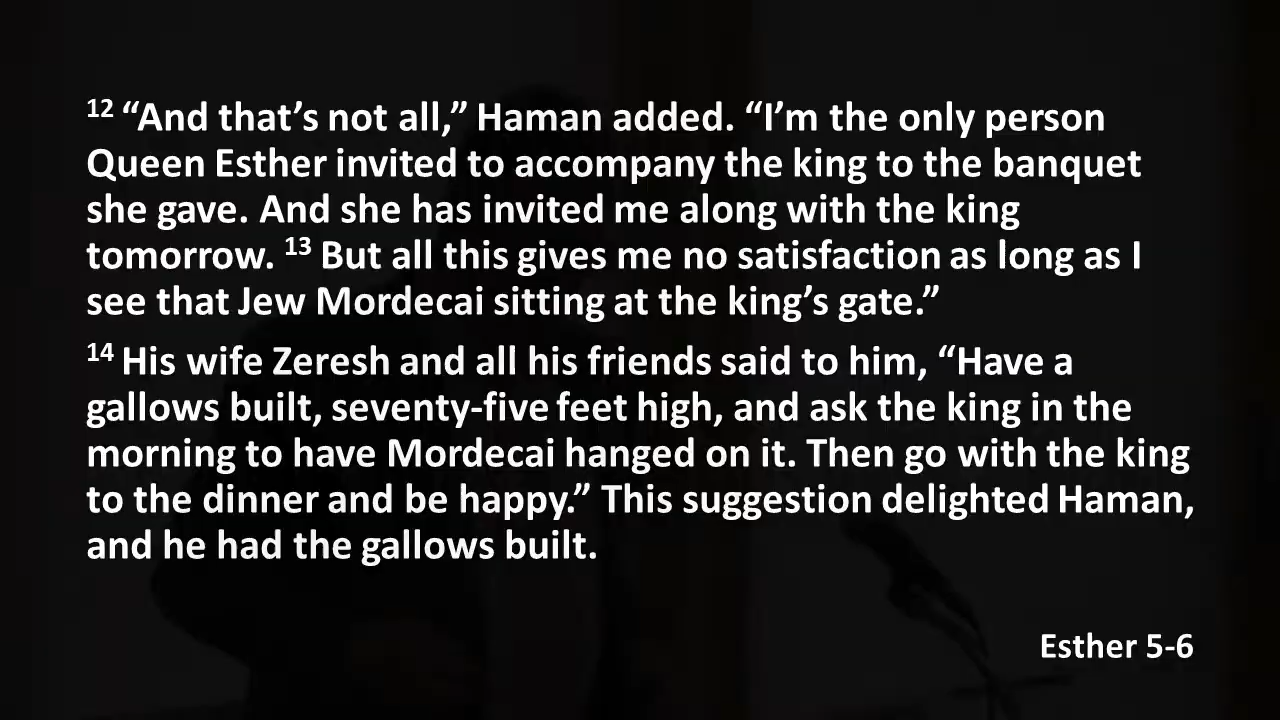 12 “And that’s not all,” Haman added. “I’m the only person
Queen Esther invited to accompany the king to the banquet
she gave. And she has invited me along with the king
tomorrow. 13 But all this gives me no satisfaction as long as I
see that Jew Mordecai sitting at the king’s gate.”
14 His wife Zeresh and all his friends said to him, “Have a
gallows built, seventy-five feet high, and ask the king in the
morning to have Mordecai hanged on it. Then go with the king
to the dinner and be happy.” This suggestion delighted Haman,
and he had the gallows built.
Esther 5-6